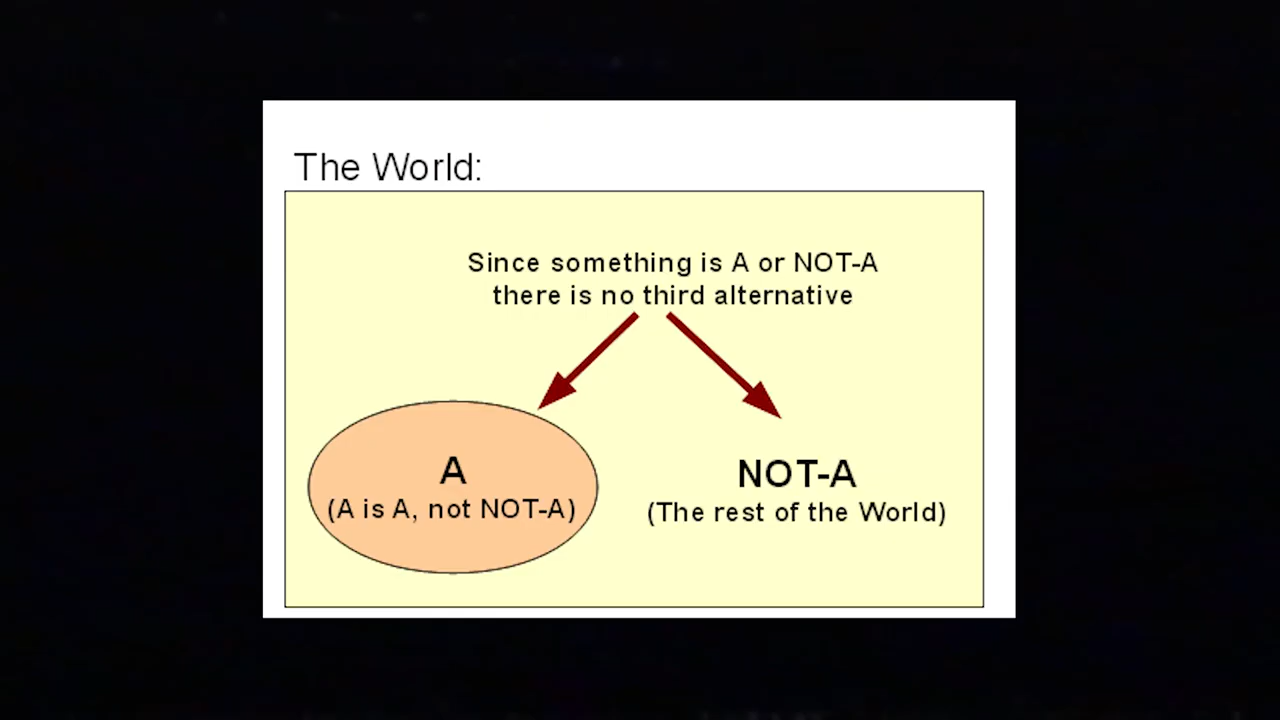 The World:
Since something is A or NOT-A
there is no third alternative
A
(A is A, not NOT-A)
NOT-A
(The rest of the World)